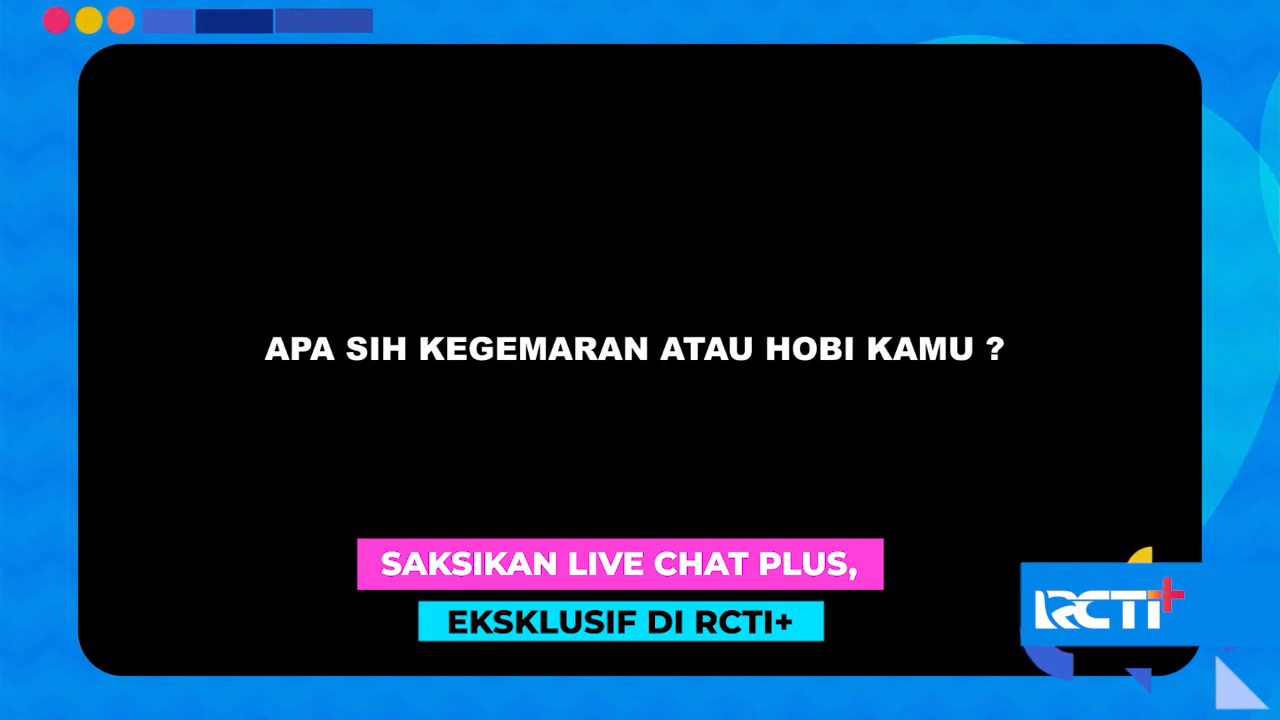 APA SIH KEGEMARAN ATAU HOBI KAMU ?
SAKSIKAN LIVE CHAT PLUS,
EKSKLUSIF DI RCTI+
RCTI+